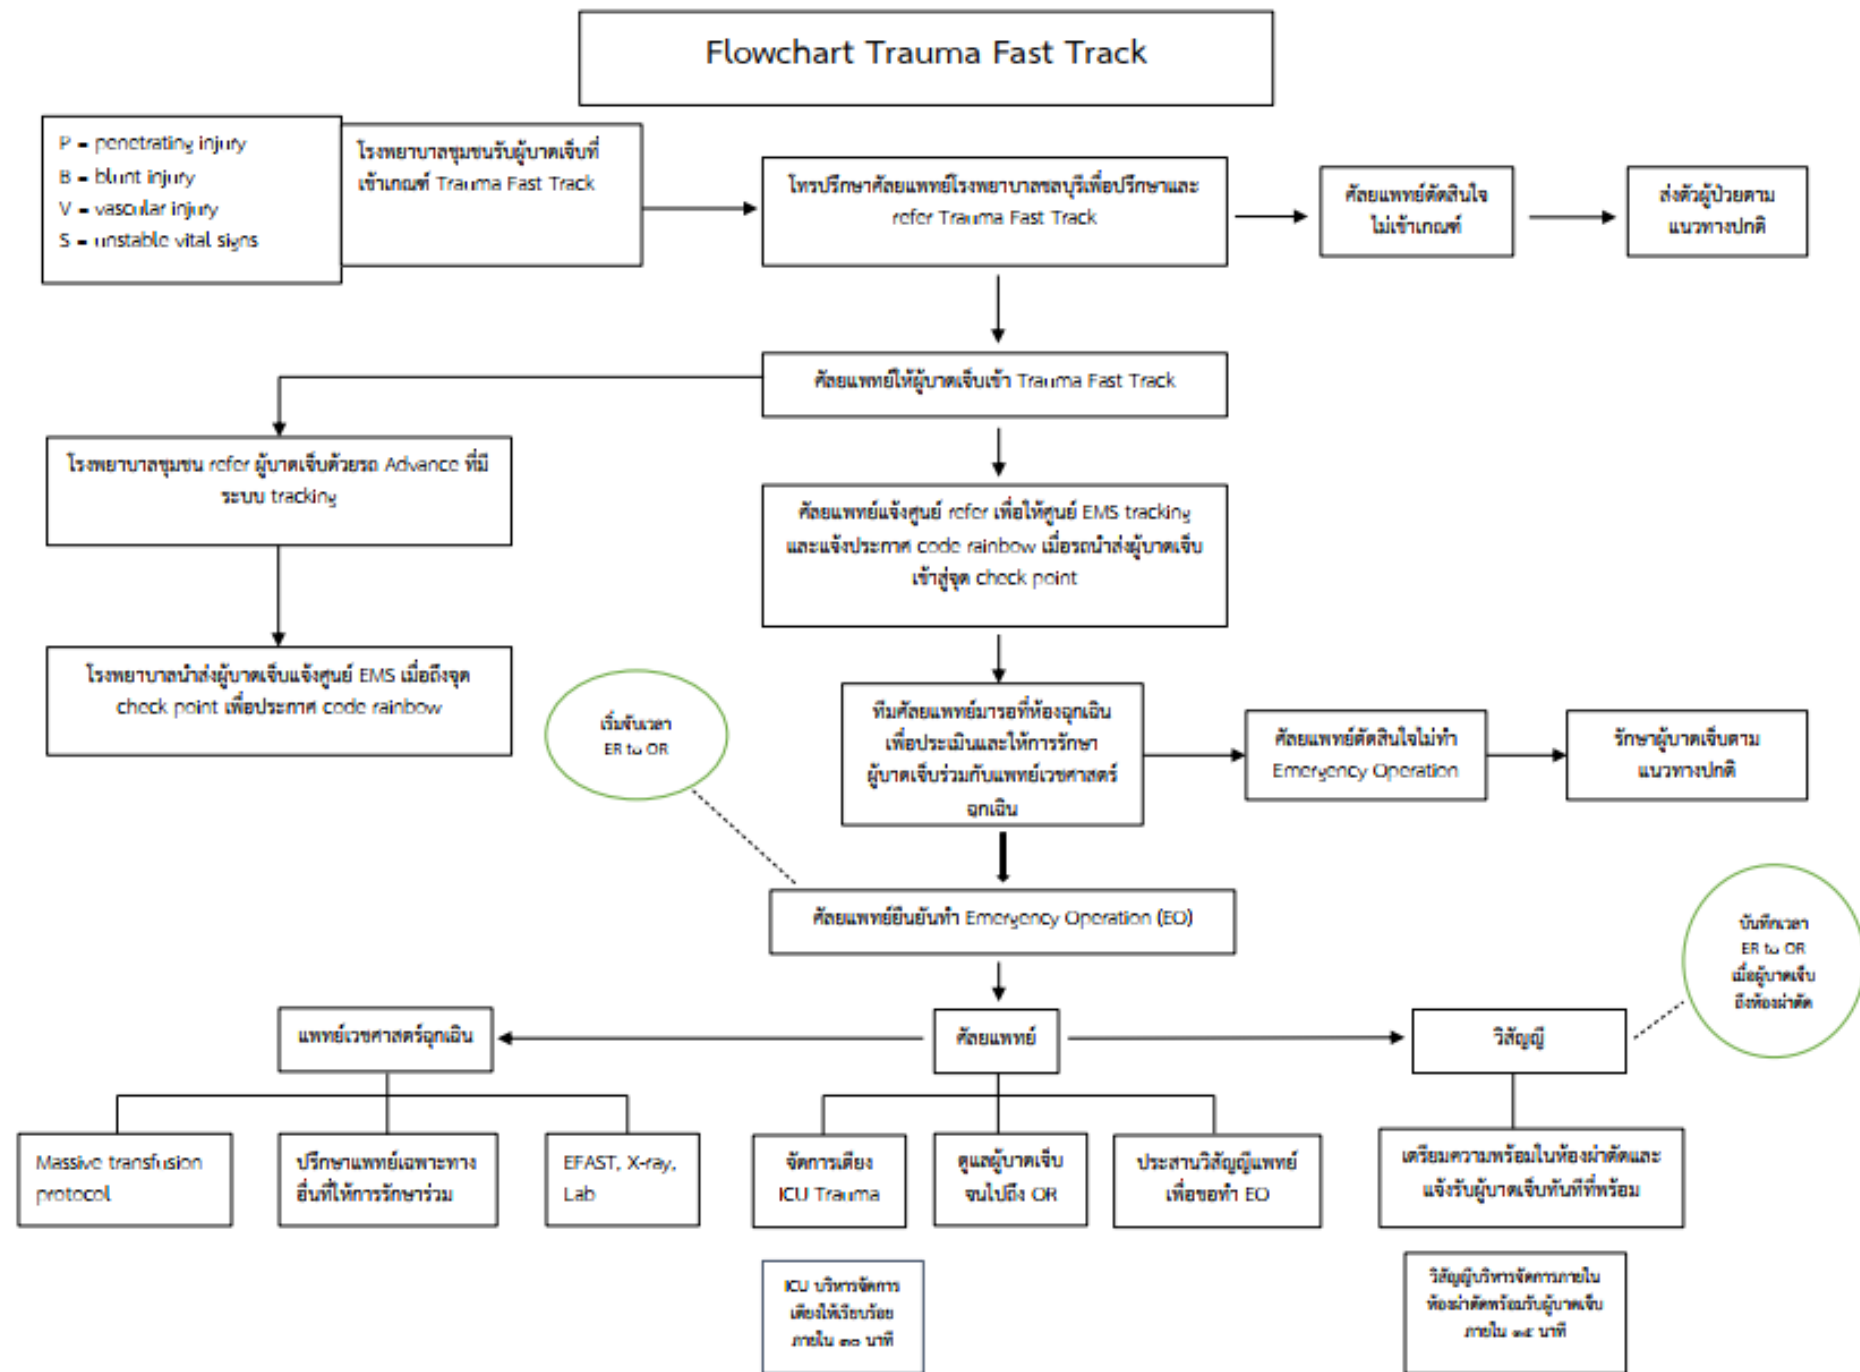 Flowchart Trauma Fast Track
P = penetrating injury
B = blunt injury
V = vascular injury
S = unstable vital signs
โรงพยาบาลชุมชนรับผู้บาดเจ็บที่
เข้าเกณฑ์ Trauma Fast Track
โทรปรึกษาศัลยแพทย์โรงพยาบาลชลบุรีเพื่อปรึกษาและ
refer Trauma Fast Track
ศัลยแพทย์ตัดสินใจ
ไม่เข้าเกณฑ์
ส่งตัวผู้ป่วยตาม
แนวทางปกติ
ศัลยแพทย์ให้ผู้บาดเจ็บเข้า Trauma Fast Track
โรงพยาบาลชุมชน refer ผู้บาดเจ็บด้วยรถ Advance ที่มี
ระบบ tracking
ศัลยแพทย์แจ้งศูนย์ refer เพื่อให้ศูนย์ EMS tracking
และแจ้งประกาศ code rainbow เมื่อรถนำส่งผู้บาดเจ็บ
เข้าสู่จุด check point
โรงพยาบาลนำส่งผู้บาดเจ็บแจ้งศูนย์ EMS เมื่อถึงจุด
check point เพื่อประกาศ code rainbow
เริ่มจับเวลา
ER to OR
ทีมศัลยแพทย์มารอที่ห้องฉุกเฉิน
เพื่อประเมินและให้การรักษา
ผู้บาดเจ็บร่วมกับแพทย์เวชศาสตร์
ฉุกเฉิน
ศัลยแพทย์ตัดสินใจไม่ทำ
Emergency Operation
รักษาผู้บาดเจ็บตาม
แนวทางปกติ
ศัลยแพทย์ยืนยันทำ Emergency Operation (EO)
บันทึกเวลา
ER to OR
เมื่อผู้บาดเจ็บ
ถึงห้องผ่าตัด
แพทย์เวชศาสตร์ฉุกเฉิน
ศัลยแพทย์
วิสัญญี
Massive transfusion
protocol
ปรึกษาแพทย์เฉพาะทาง
อื่นที่ให้การรักษาร่วม
EFAST, X-ray,
Lab
จัดการเตียง
ICU Trauma
ดูแลผู้บาดเจ็บ
จนไปถึง OR
ประสานวิสัญญีแพทย์
เพื่อขอทำ EO
เตรียมความพร้อมในห้องผ่าตัดและ
แจ้งรับผู้บาดเจ็บทันทีที่พร้อม
ICU บริหารจัดการ
เตียงให้เรียบร้อย
ภายใน ๓๐ นาที
วิสัญญีบริหารจัดการภายใน
ห้องผ่าตัดพร้อมรับผู้บาดเจ็บ
ภายใน ๑๕ นาที